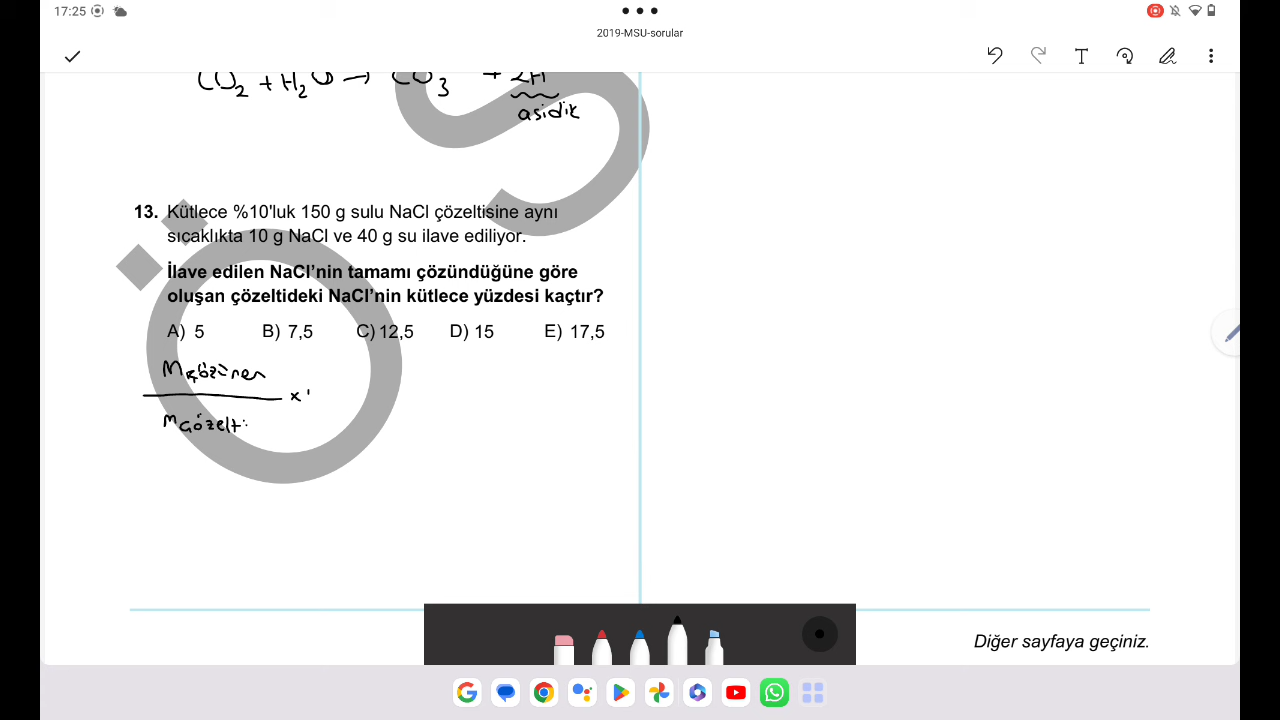 17:25
2019-MSU-sorular
CO2 + H2O → CO3 + 2H
asidik
13. Kütlece %10'luk 150 g sulu NaCl çözeltisine aynı
sıcaklıkta 10 g NaCl ve 40 g su ilave ediliyor.
İlave edilen NaCl'nin tamamı çözündüğüne göre
oluşan çözeltideki NaCl'nin kütlece yüzdesi kaçtır?
A) 5 B) 7,5 C) 12,5 D) 15 E) 17,5
mçözünen
x
mçözelti
Diğer sayfaya geçiniz.